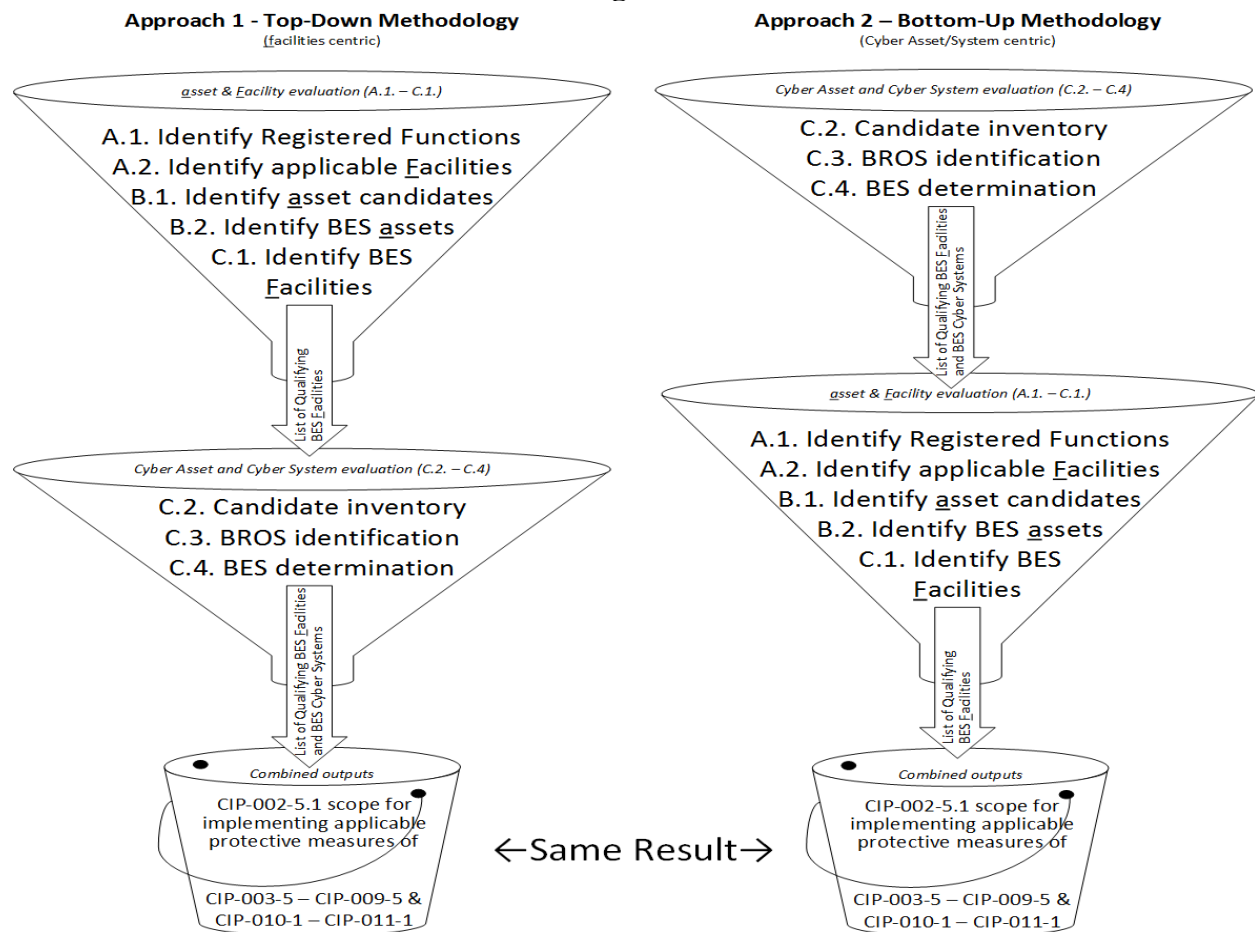 Approach 1 - Top-Down Methodology
(facilities centric)
asset & Facility evaluation (A.1. – C.1.)
A.1. Identify Registered Functions
A.2. Identify applicable Facilities
B.1. Identify asset candidates
B.2. Identify BES assets
C.1. Identify BES
Facilities
List of Qualifying
BES Facilities
Cyber Asset and Cyber System evaluation (C.2. – C.4)
C.2. Candidate inventory
C.3. BROS identification
C.4. BES determination
List of Qualifying BES Facilities
and BES Cyber Systems
Combined outputs
CIP-002-5.1 scope for
implementing applicable
protective measures of
CIP-003-5 – CIP-009-5 &
CIP-010-1 – CIP-011-1
←Same Result→
Approach 2 – Bottom-Up Methodology
(Cyber Asset/System centric)
Cyber Asset and Cyber System evaluation (C.2. – C.4)
C.2. Candidate inventory
C.3. BROS identification
C.4. BES determination
List of Qualifying BES Facilities
and BES Cyber Systems
asset & Facility evaluation (A.1. – C.1.)
A.1. Identify Registered Functions
A.2. Identify applicable Facilities
B.1. Identify asset candidates
B.2. Identify BES assets
C.1. Identify BES
Facilities
List of Qualifying
BES Facilities
Combined outputs
CIP-002-5.1 scope for
implementing applicable
protective measures of
CIP-003-5 – CIP-009-5 &
CIP-010-1 – CIP-011-1